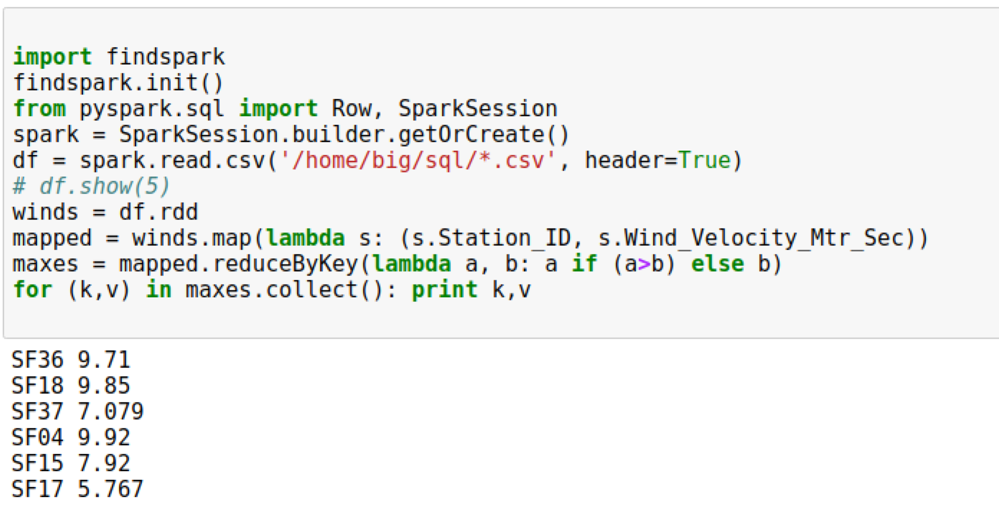 import findspark
findspark.init()
from pyspark.sql import Row, SparkSession
spark = SparkSession.builder.getOrCreate()
df = spark.read.csv('/home/big/sql/*.csv', header=True)
# df.show(5)
winds = df.rdd
mapped = winds.map(lambda s: (s.Station_ID, s.Wind_Velocity_Mtr_Sec))
maxes = mapped.reduceByKey(lambda a, b: a if (a>b) else b)
for (k,v) in maxes.collect(): print k,v
SF36 9.71
SF18 9.85
SF37 7.079
SF04 9.92
SF15 7.92
SF17 5.767